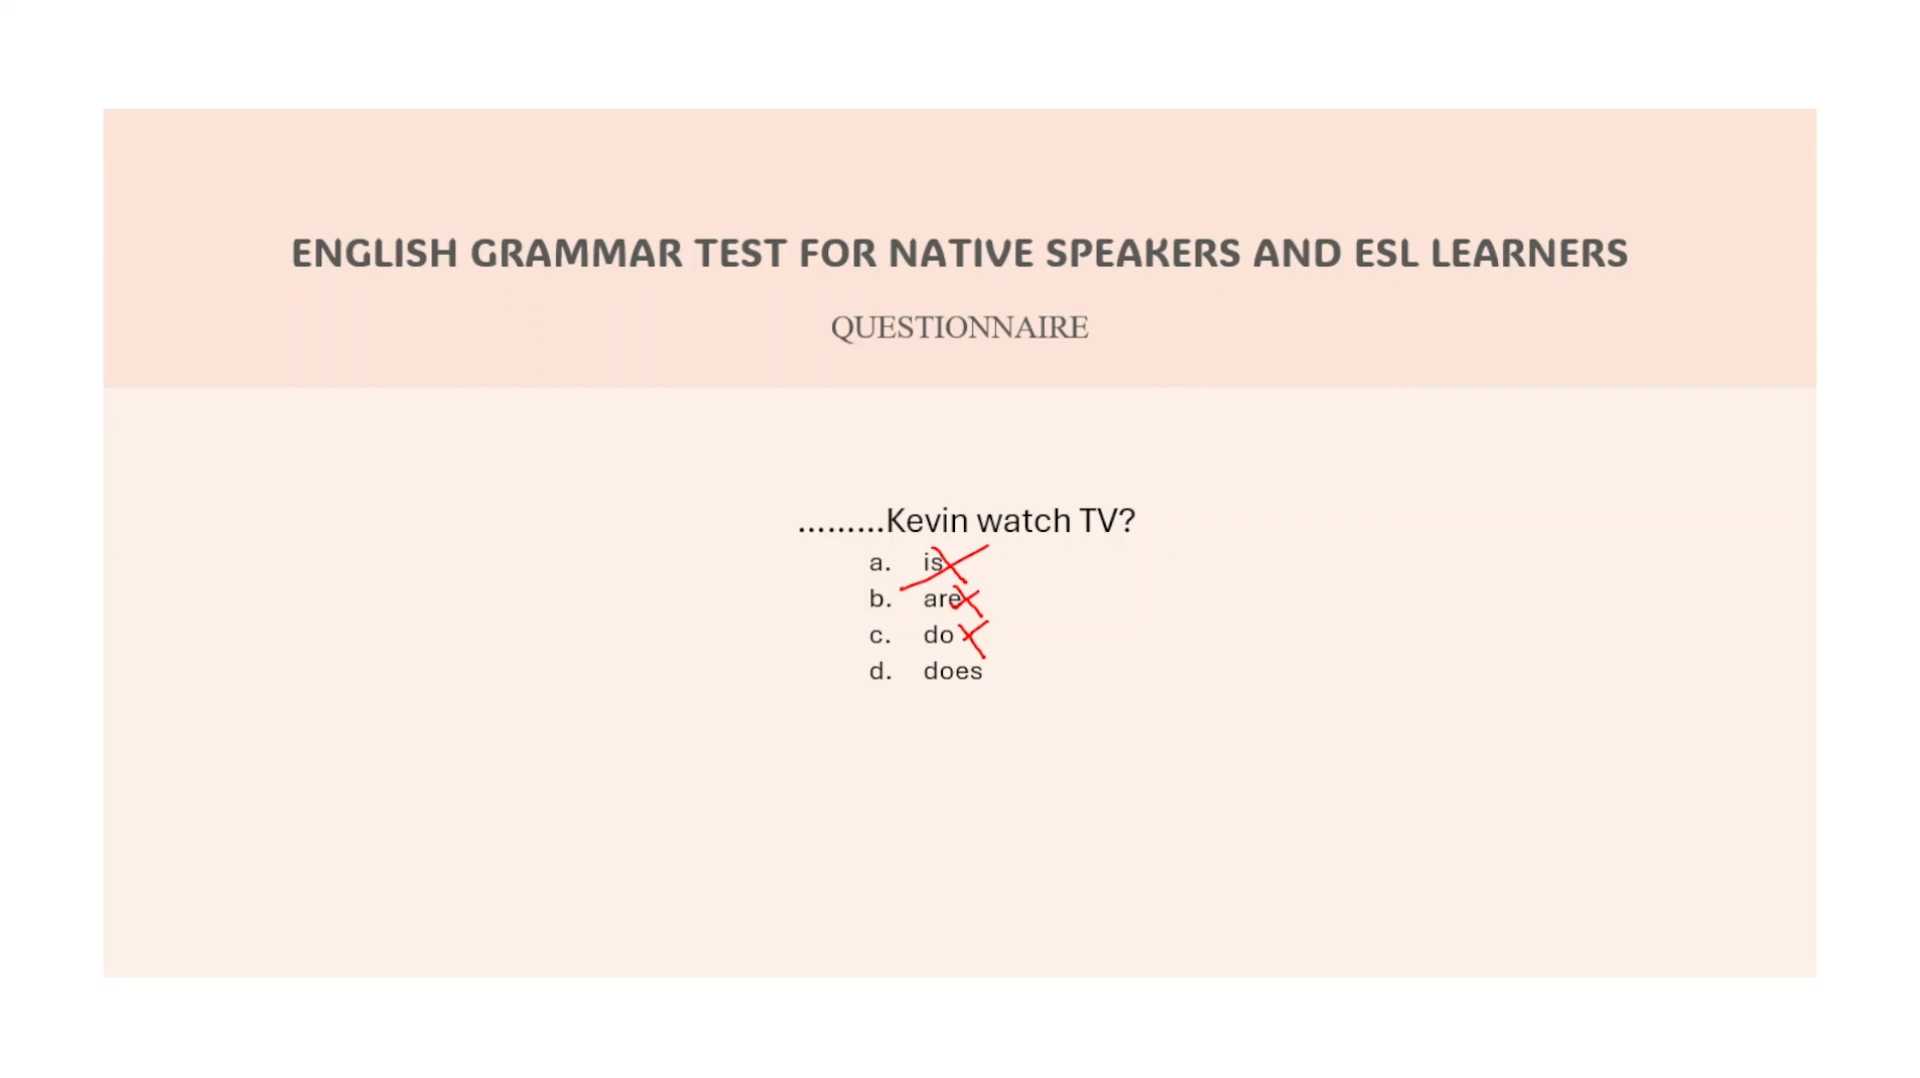 ENGLISH GRAMMAR TEST FOR NATIVE SPEAKERS AND ESL LEARNERS
QUESTIONNAIRE
.........Kevin watch TV?
a. is
b. are
c. do
d. does